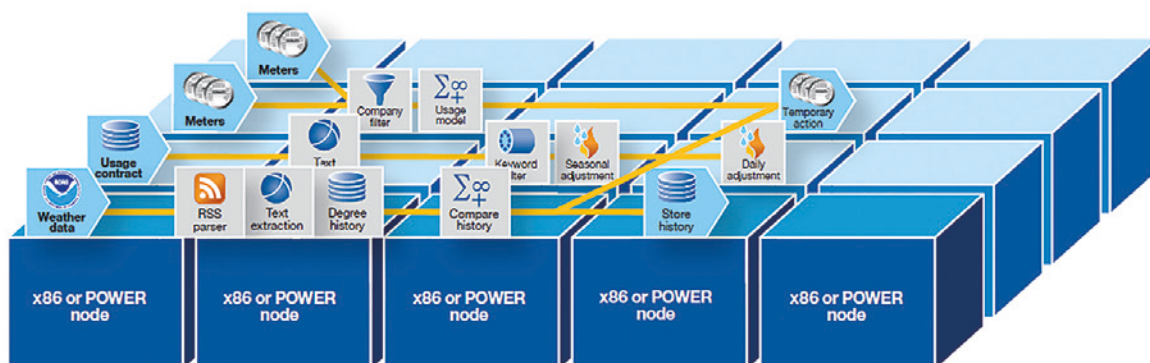 Meters
Meters
Company
filter
Usage
model
Temporary
action
Usage
contract
Text
Keyword
filter
Seasonal
adjustment
Daily
adjustment
Weather
data
RSS
parser
Text
extraction
Degree
history
Compare
history
Store
history
x86 or POWER
node
x86 or POWER
node
x86 or POWER
node
x86 or POWER
node
x86 or POWER
node